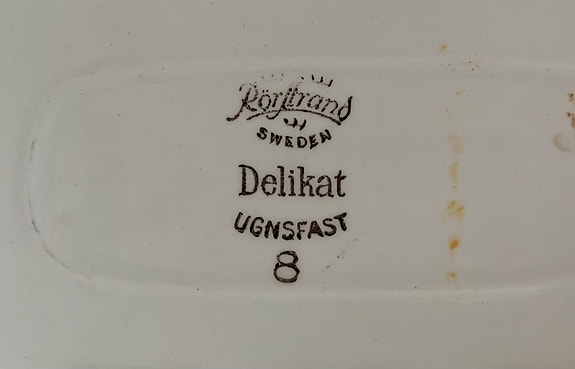 Rörstrand
SWEDEN
Delikat
UGNSFAST
8